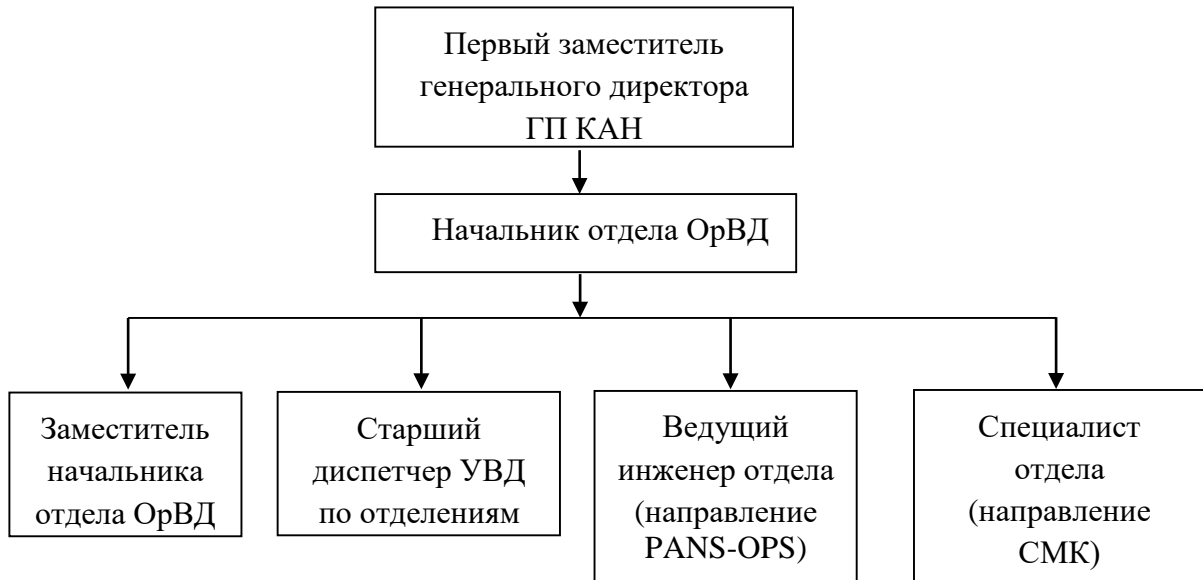 Первый заместитель
генерального директора
ГП КАН
Начальник отдела ОрВД
Заместитель
начальника
отдела ОрВД
Старший
диспетчер УВД
по отделениям
Ведущий
инженер отдела
(направление
PANS-OPS)
Специалист
отдела
(направление
СМК)